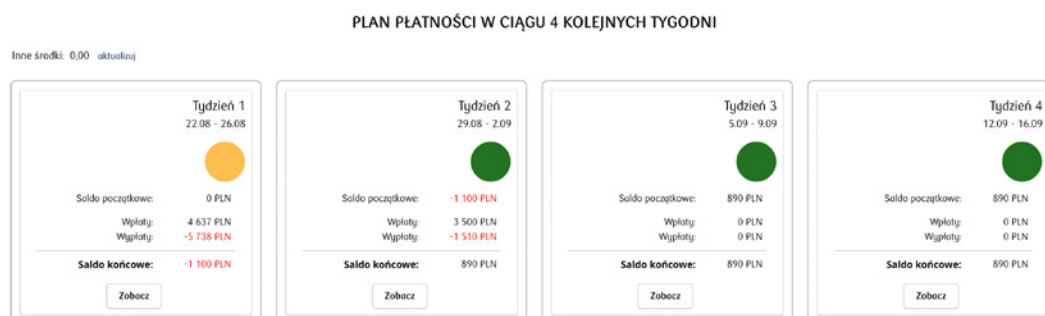 PLAN PŁATNOŚCI W CIĄGU 4 KOLEJNYCH TYGODNI
Inne środki: 0,00 aktualizuj
Tydzień 1
22.08 - 26.08
Saldo początkowe: 0 PLN
Wpłaty: 4 637 PLN
Wypłaty: -5 738 PLN
Saldo końcowe: -1 100 PLN
Zobacz
Tydzień 2
29.08 - 2.09
Saldo początkowe: -1 100 PLN
Wpłaty: 3 500 PLN
Wypłaty: -1 510 PLN
Saldo końcowe: 890 PLN
Zobacz
Tydzień 3
5.09 - 9.09
Saldo początkowe: 890 PLN
Wpłaty: 0 PLN
Wypłaty: 0 PLN
Saldo końcowe: 890 PLN
Zobacz
Tydzień 4
12.09 - 16.09
Saldo początkowe: 890 PLN
Wpłaty: 0 PLN
Wypłaty: 0 PLN
Saldo końcowe: 890 PLN
Zobacz